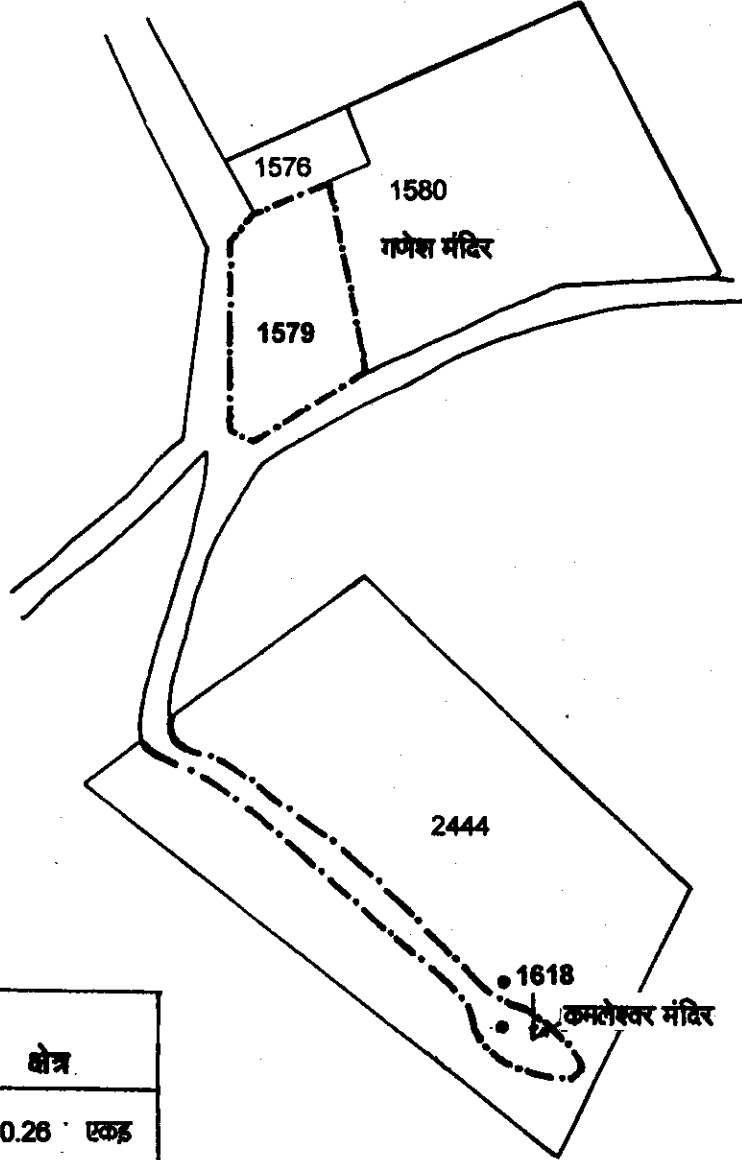 1576
1580
गणेश मंदिर
1579
2444
1618
कमलेश्वर मंदिर
क्षेत्र
0.26 एकड़